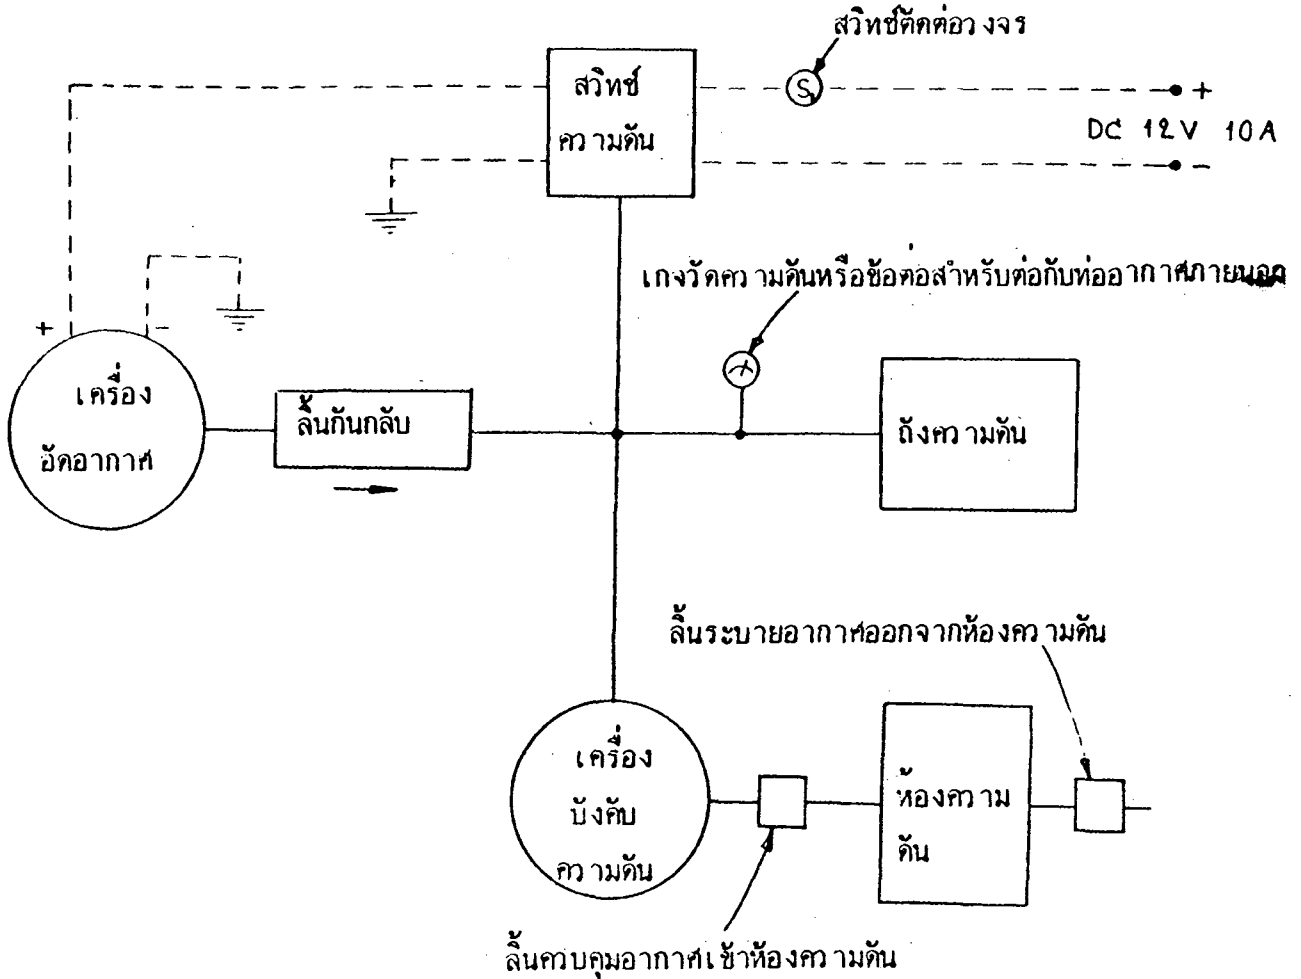 สวิทช์ตัดต่อวงจร
สวิทช์
ความดัน
S
+
DC 12V 10A
-
เกงวัดความดันหรือข้อต่อสำหรับต่อกับท่ออากาศภายนอก
+
-
เครื่อง
อัดอากาศ
ลิ้นกันกลับ
ถังความดัน
ลิ้นระบายอากาศออกจากห้องความดัน
เครื่อง
บังคับ
ความดัน
ห้องความ
ดัน
ลิ้นควบคุมอากาศเข้าห้องความดัน